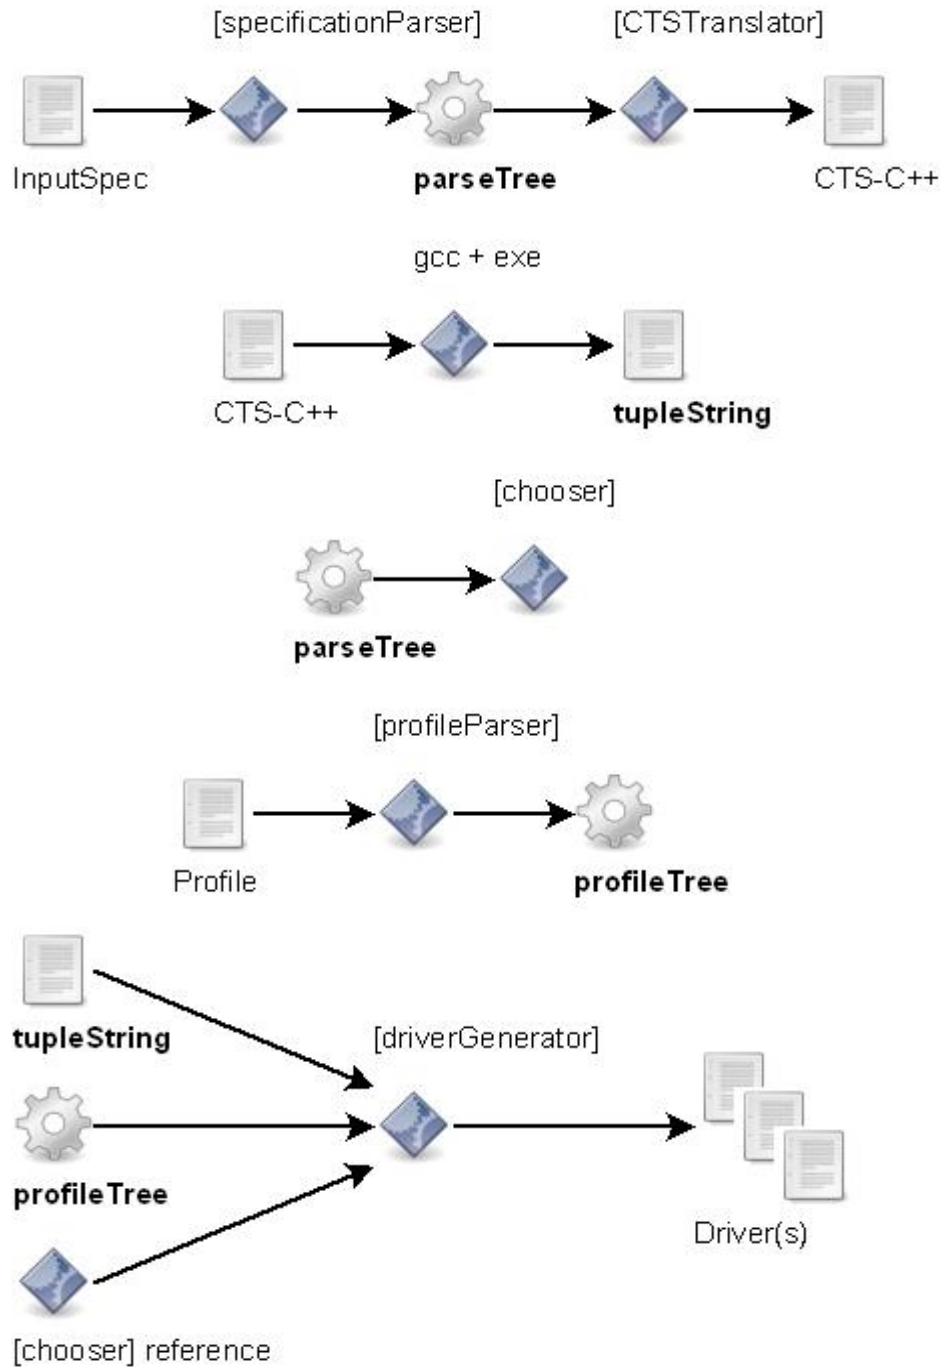 [specificationParser]
[CTSTranslator]
InputSpec
parseTree
CTS-C++
gcc + exe
CTS-C++
tupleString
[chooser]
parseTree
[profileParser]
Profile
profileTree
tupleString
[driverGenerator]
profileTree
Driver(s)
[chooser] reference